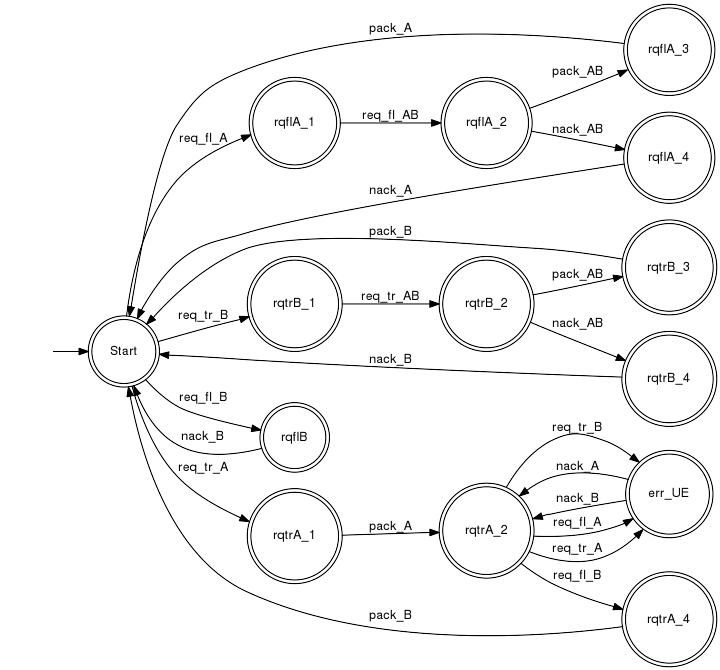 pack_A
rqflA_3
pack_AB
req_fl_A
rqflA_1
req_fl_AB
rqflA_2
nack_AB
rqflA_4
nack_A
pack_B
rqtrB_3
pack_AB
req_tr_B
rqtrB_1
req_tr_AB
rqtrB_2
nack_AB
Start
nack_B
rqtrB_4
req_fl_B
nack_B
rqflB
req_tr_A
req_tr_B
nack_A
err_UE
nack_B
req_fl_A
rqtrA_1
pack_A
rqtrA_2
req_tr_A
req_fl_B
pack_B
rqtrA_4